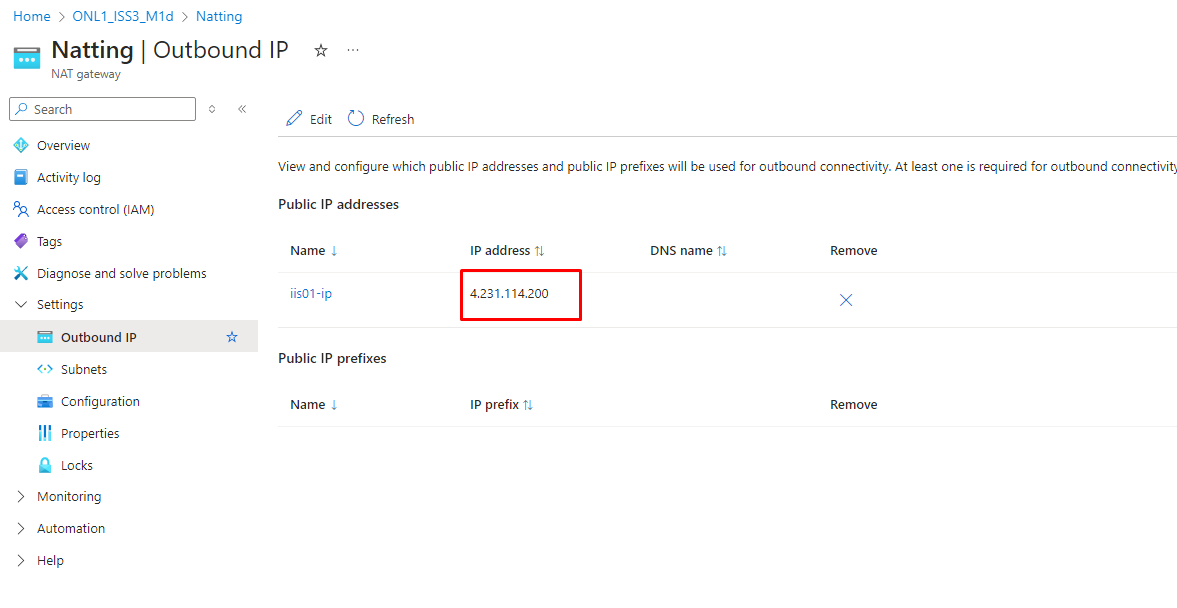 Home > ONL1_ISS3_M1d > Natting
Natting | Outbound IP
NAT gateway
Search
Overview
Activity log
Access control (IAM)
Tags
Diagnose and solve problems
Settings
Outbound IP
Subnets
Configuration
Properties
Locks
Monitoring
Automation
Help
Edit Refresh
View and configure which public IP addresses and public IP prefixes will be used for outbound connectivity. At least one is required for outbound connectivity
Public IP addresses
Name ↓ IP address ↑↓ DNS name ↑↓ Remove
iis01-ip 4.231.114.200
Public IP prefixes
Name ↓ IP prefix ↑↓ Remove